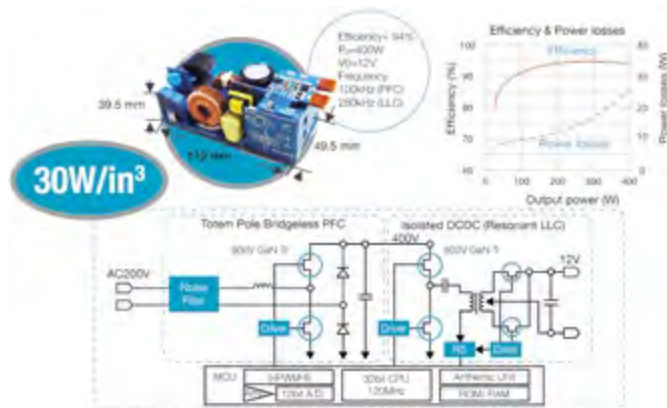 Efficiency= 94%
Po=400W
V0=12V
Frequency
100kHz (PFC)
280kHz (LLC)
39.5 mm
112 mm
49.5 mm
30W/in³
Efficiency & Power losses
Efficiency
Power losses
Efficiency (%)
100
90
80
70
60
0 100 200 300 400
Output power (W)
Power losses (W)
Totem Pole Bridgeless PFC
Isolated DCDC (Resonant LLC)
600V GaN Tr
400V
600V GaN Tr
AC200V
Noise
Filter
Driver
Driver
12V
Driver
MCU
HPWMHS
12bit A/D
32bit CPU
120MHz
Arithmetic Unit
ROM/ RAM